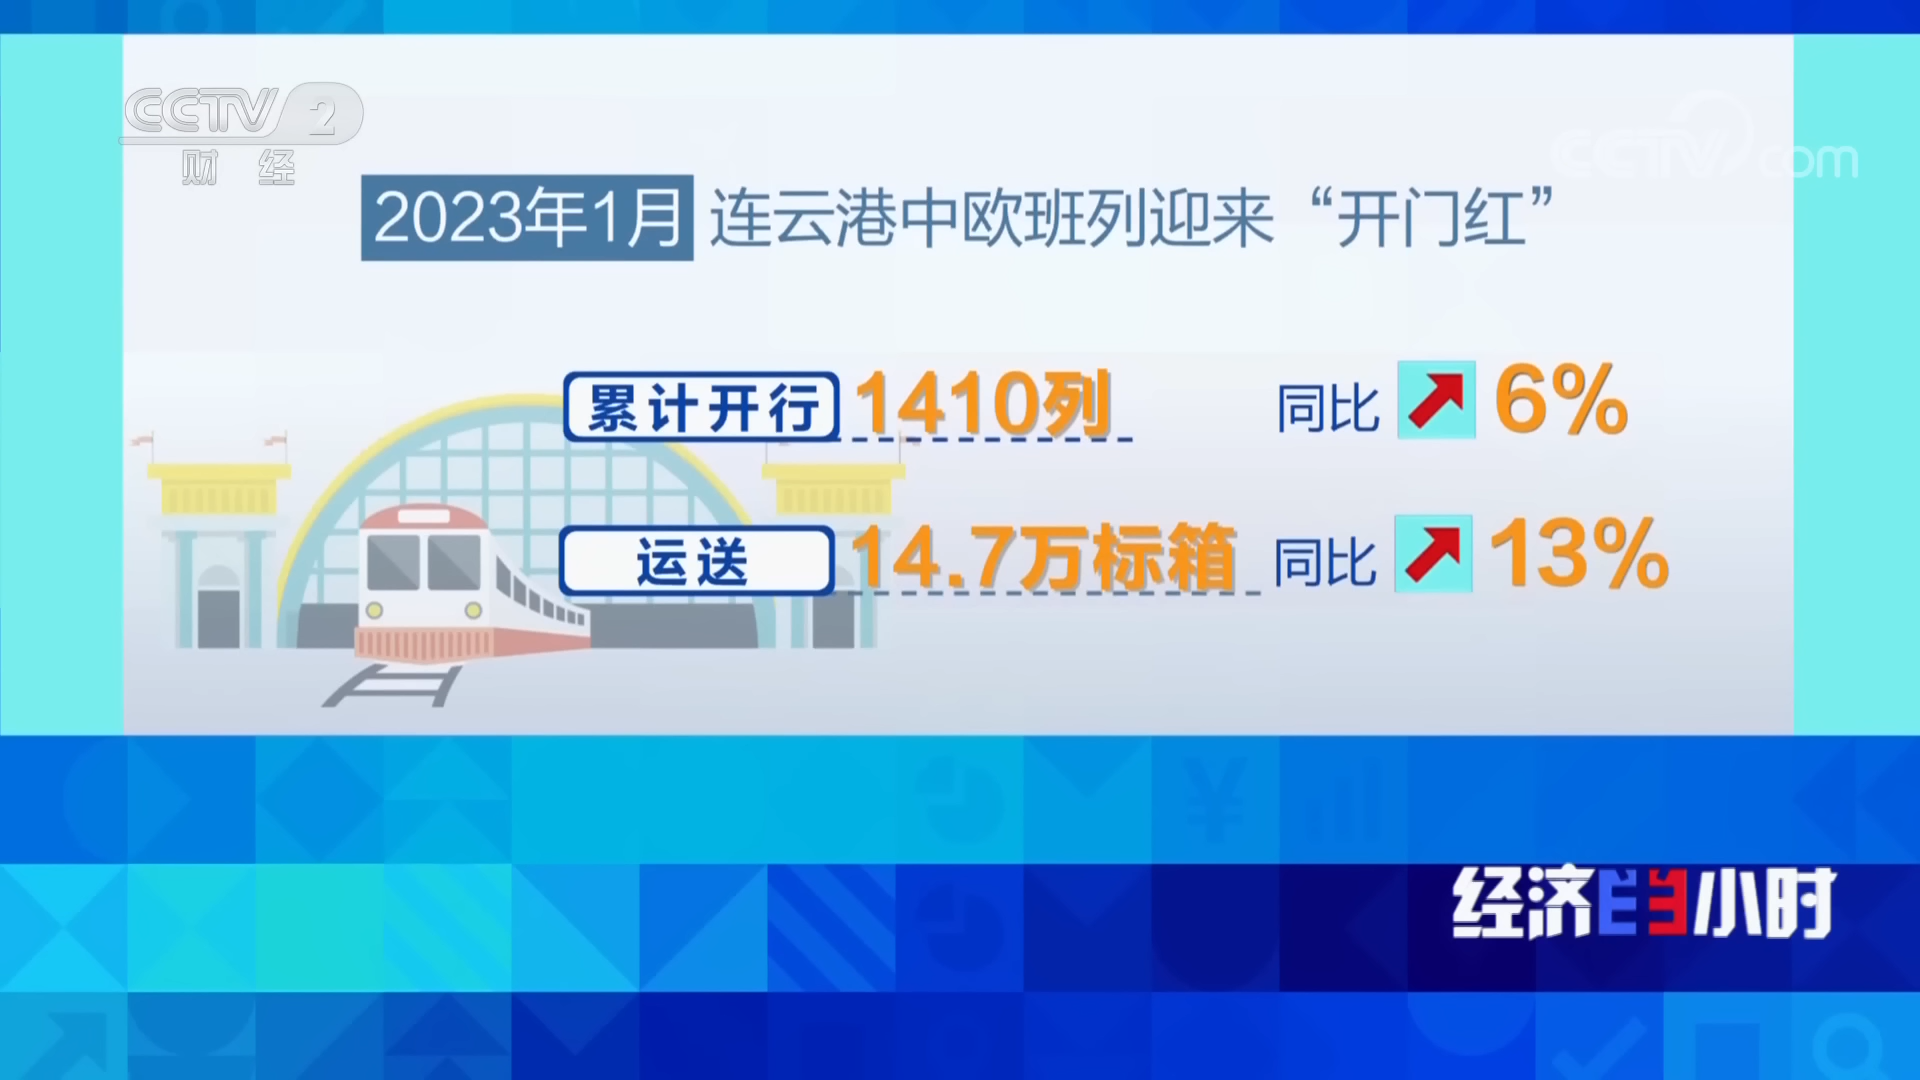 CCTV 2
财 经
CCTV.com
2023年1月 连云港中欧班列迎来“开门红”
累计开行 1410列 同比 6%
运送 14.7万标箱 同比 13%
经济 小时